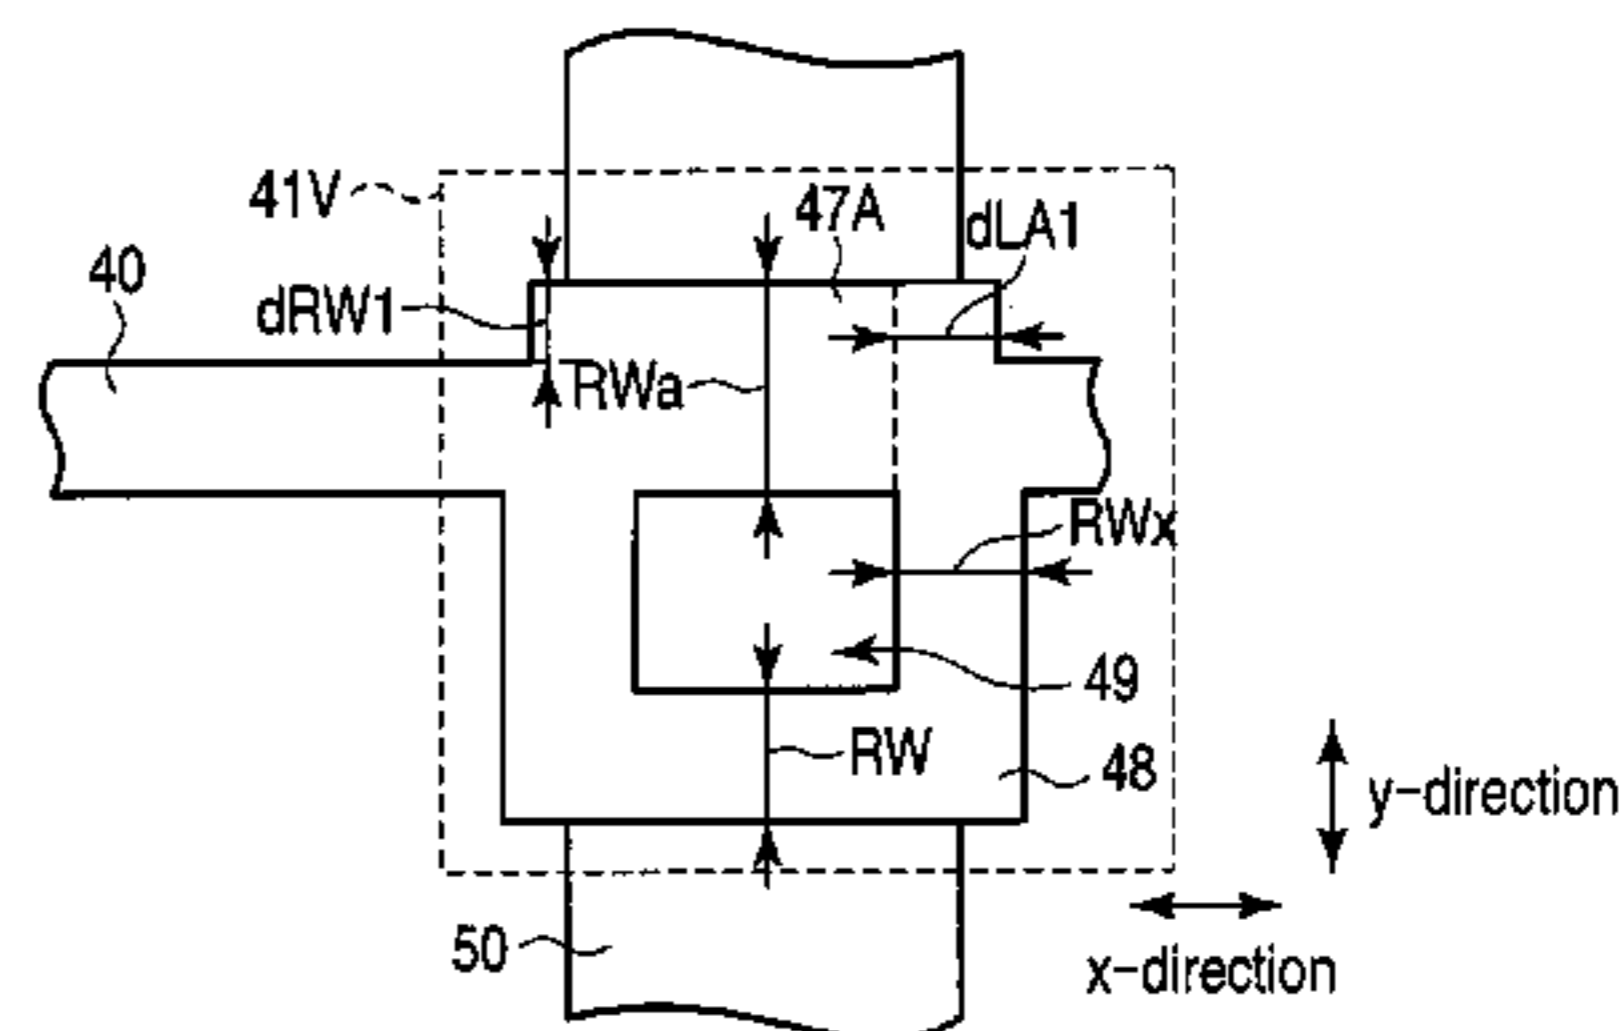 41V
47A
dLA1
40
dRW1
RWa
RWx
49
RW
48
y-direction
50
x-direction